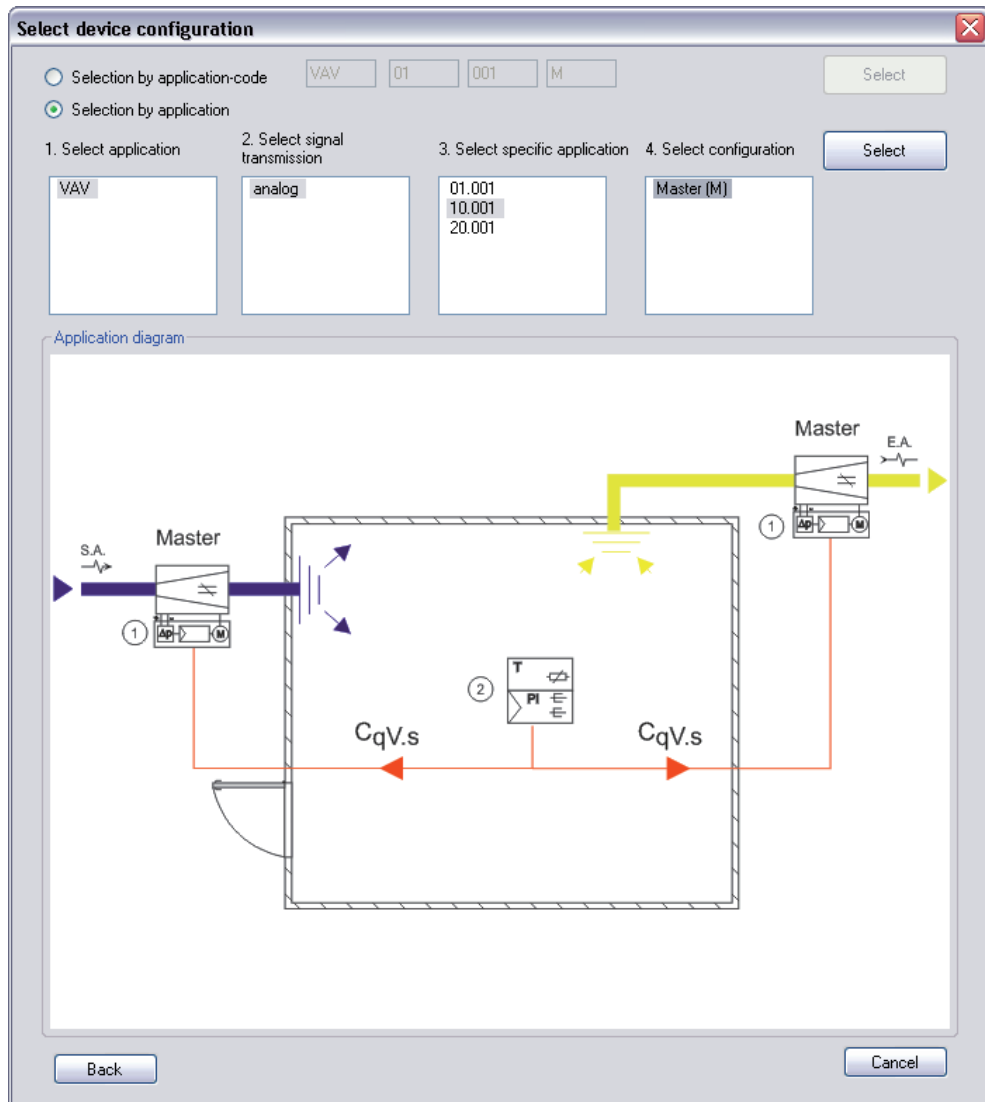 Select device configuration
Selection by application-code VAV 01 001 M Select
Selection by application
1. Select application
2. Select signal
transmission
3. Select specific application
4. Select configuration
Select
VAV
analog
01.001
10.001
20.001
Master (M)
Application diagram
Master
E.A.
1
Δp
M
S.A.
Master
1
Δp
M
2
T
PI
CqV.s
CqV.s
Back
Cancel